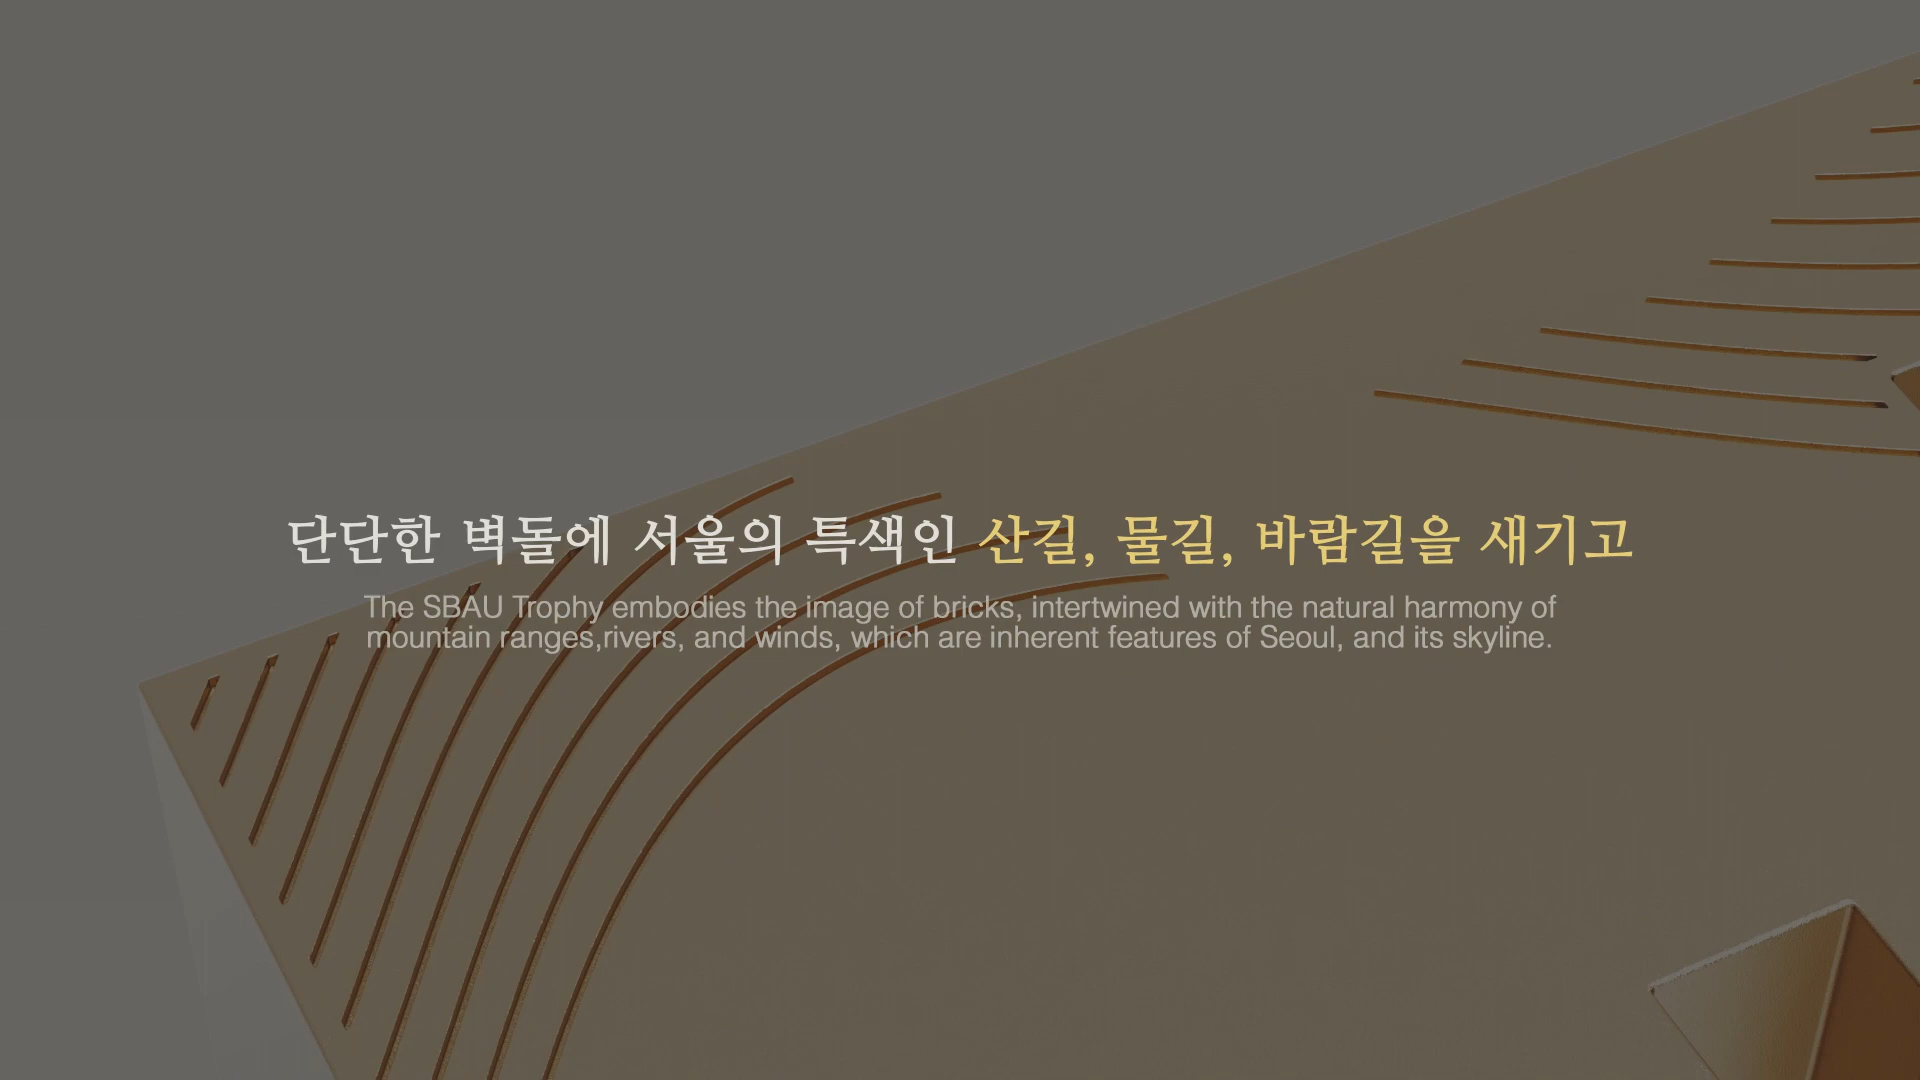 단단한 벽돌에 서울의 특색인 산길, 물길, 바람길을 새기고
The SBAU Trophy embodies the image of bricks, intertwined with the natural harmony of
mountain ranges,rivers, and winds, which are inherent features of Seoul, and its skyline.